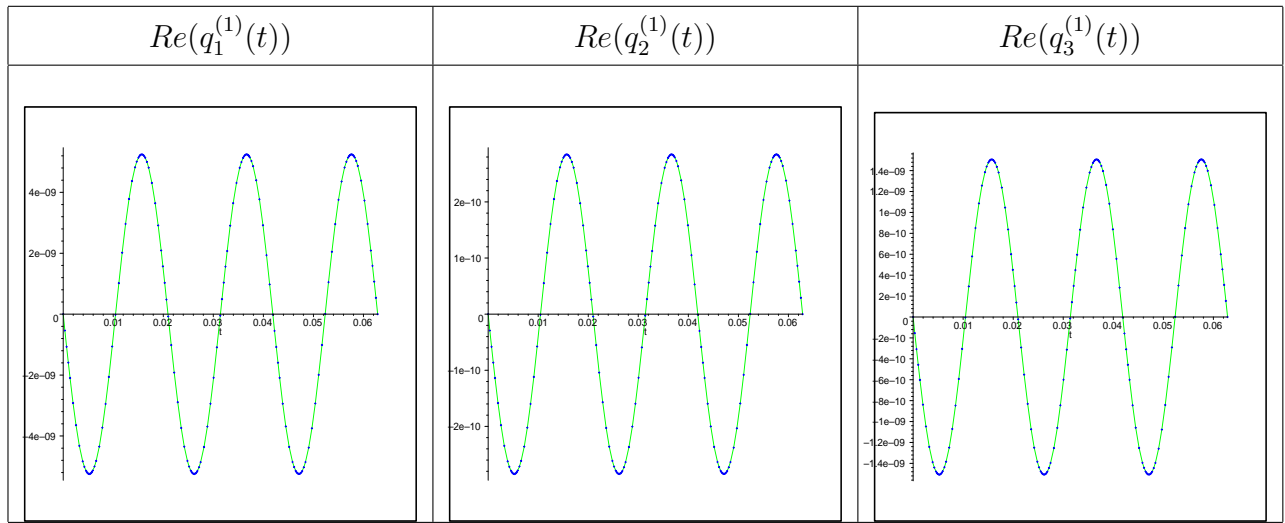 Re(q_1^{(1)}(t)) Re(q_2^{(1)}(t)) Re(q_3^{(1)}(t))
4e−09
2e−09
0
0.01 0.02 0.03 0.04 0.05 0.06
t
−2e−09
−4e−09
2e−10
1e−10
0
0.01 0.02 0.03 0.04 0.05 0.06
t
−1e−10
−2e−10
1.4e−09
1.2e−09
1e−09
8e−10
6e−10
4e−10
2e−10
0
0.01 0.02 0.03 0.04 0.05 0.06
t
−2e−10
−4e−10
−6e−10
−8e−10
−1e−09
−1.2e−09
−1.4e−09